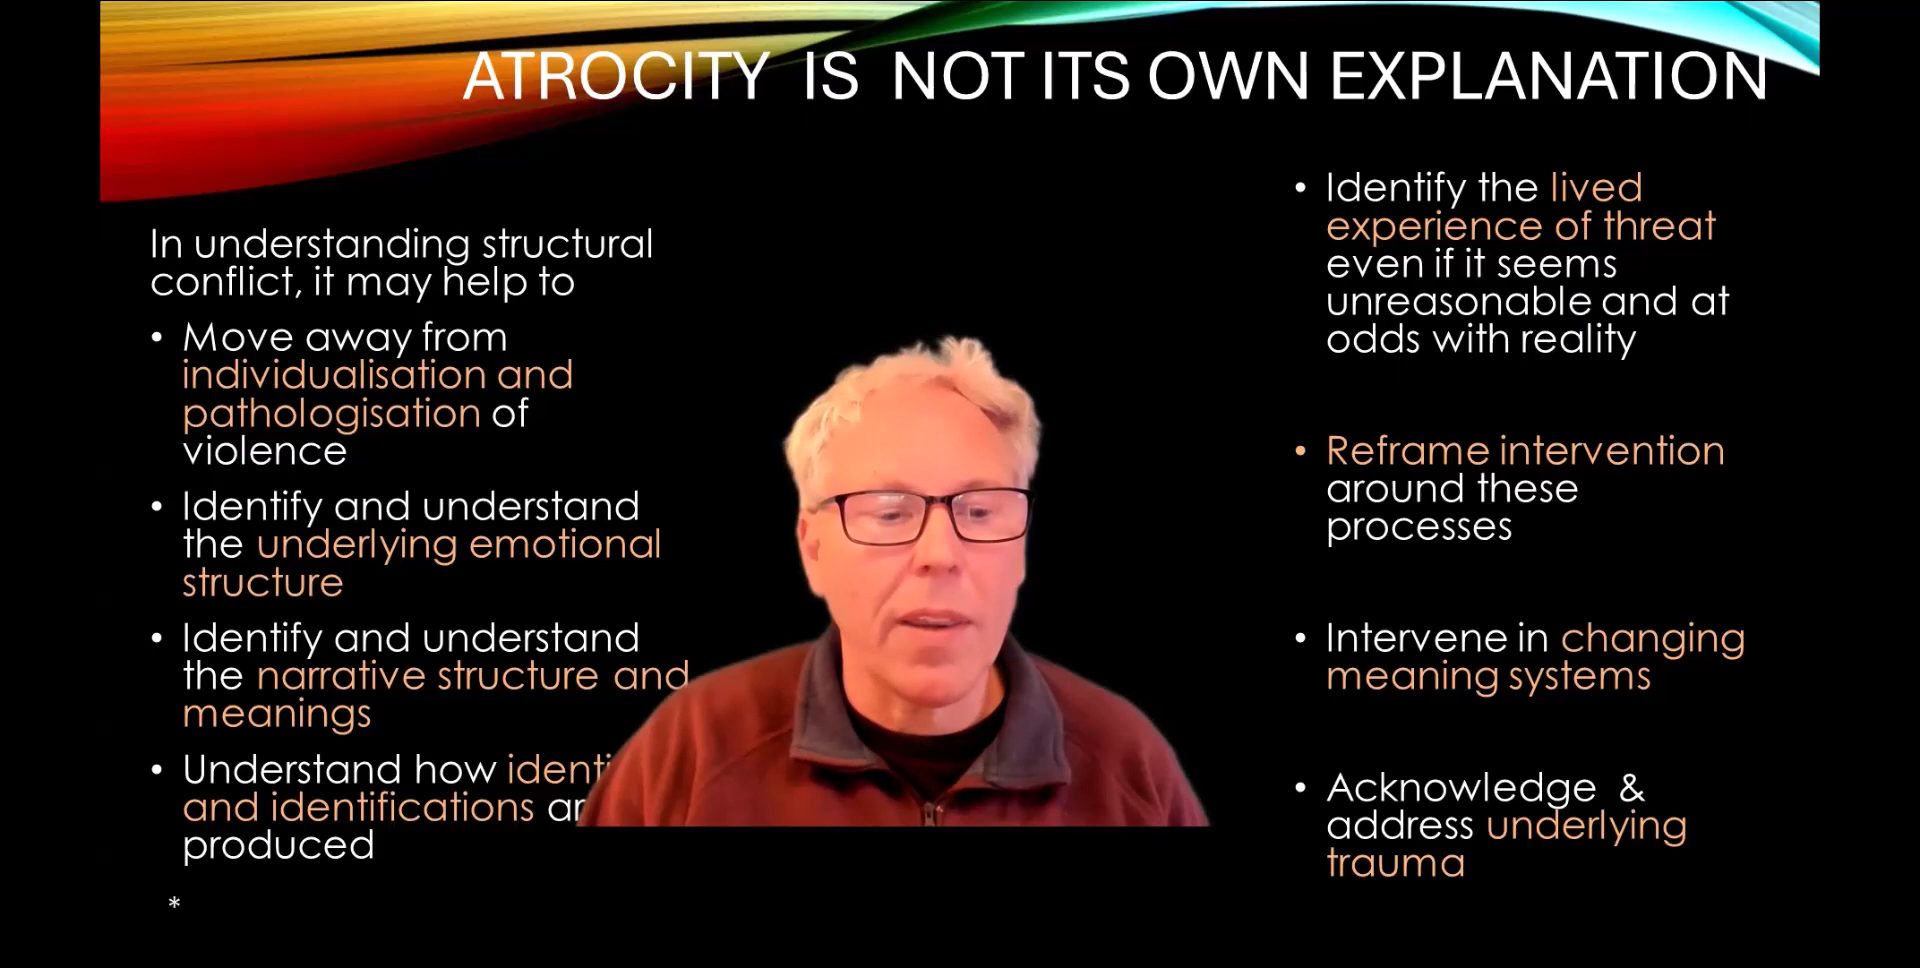 ATROCITY IS NOT ITS OWN EXPLANATION
In understanding structural
conflict, it may help to
• Move away from
individualisation and
pathologisation of
violence
• Identify and understand
the underlying emotional
structure
• Identify and understand
the narrative structure and
meanings
• Understand how
and identifications
produced
*
• Identify the lived
experience of threat
even if it seems
unreasonable and at
odds with reality
• Reframe intervention
around these
processes
• Intervene in changing
meaning systems
• Acknowledge &
address underlying
trauma